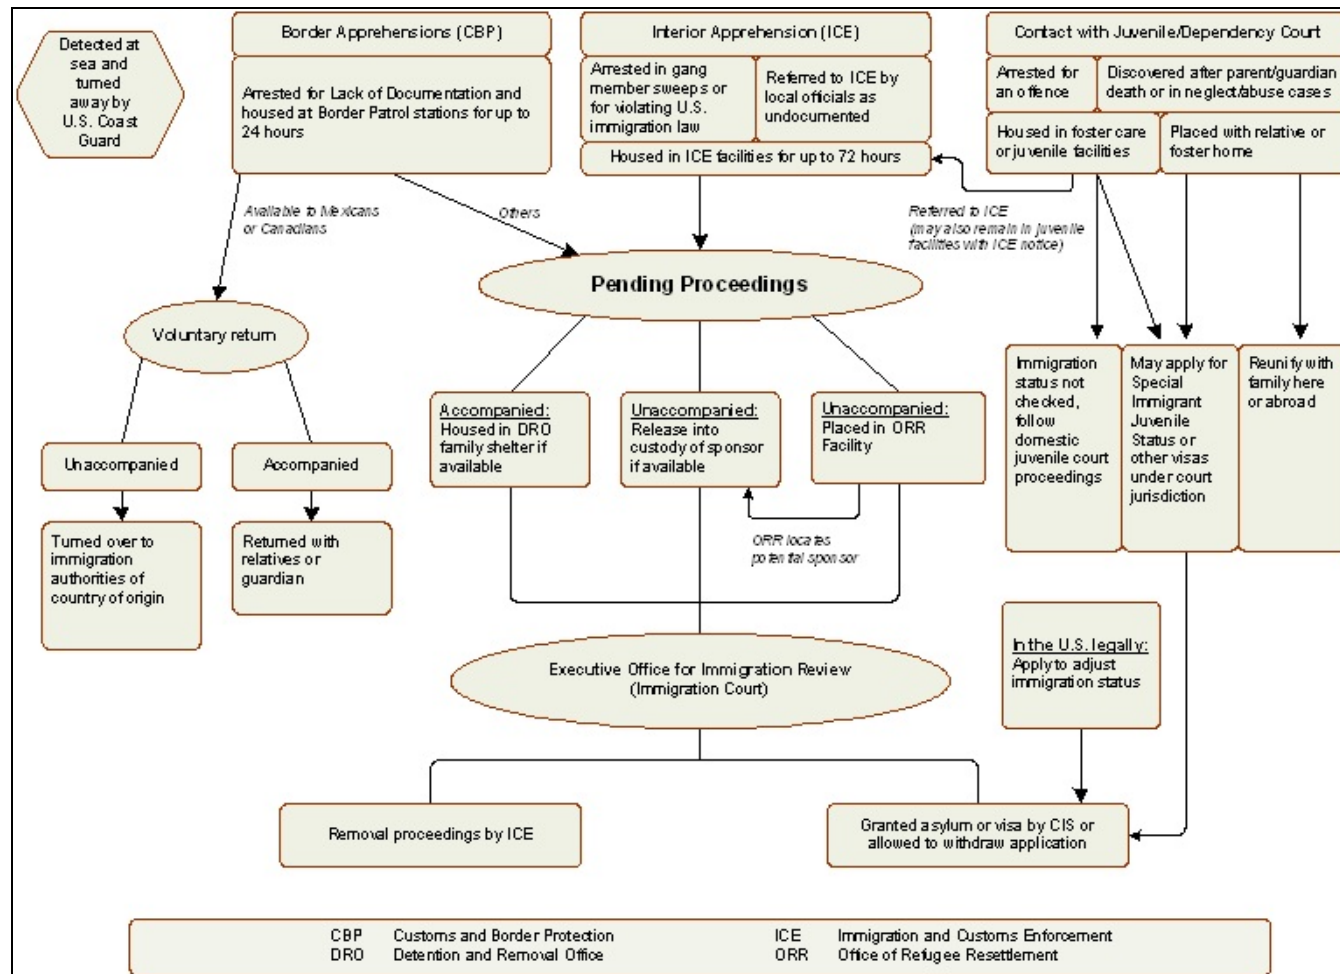 Detected at
sea and
turned
away by
U.S. Coast
Guard
Border Apprehensions (CBP)
Arrested for Lack of Documentation and
housed at Border Patrol stations for up to
24 hours
Interior Apprehension (ICE)
Arrested in gang
member sweeps or
for violating U.S.
immigration law
Referred to ICE by
local officials as
undocumented
Housed in ICE facilities for up to 72 hours
Contact with Juvenile/Dependency Court
Arrested for
an offence
Discovered after parent/guardian
death or in neglect/abuse cases
Housed in foster care
or juvenile facilities
Placed with relative or
foster home
Available to Mexicans
or Canadians
Others
Referred to ICE
(may also remain in juvenile
facilities with ICE notice)
Pending Proceedings
Voluntary return
Accompanied:
Housed in DRO
family shelter if
available
Unaccompanied:
Release into
custody of sponsor
if available
Unaccompanied:
Placed in ORR
Facility
Immigration
status not
checked,
follow
domestic
juvenile court
proceedings
May apply for
Special
Immigrant
Juvenile
Status or
other visas
under court
jurisdiction
Reunify with
family here
or abroad
Unaccompanied
Accompanied
Turned over to
immigration
authorities of
country of origin
Returned with
relatives or
guardian
ORR locates
potential sponsor
In the U.S. legally:
Apply to adjust
immigration status
Executive Office for Immigration Review
(Immigration Court)
Removal proceedings by ICE
Granted asylum or visa by CIS or
allowed to withdraw application
CBP Customs and Border Protection ICE Immigration and Customs Enforcement
DRO Detention and Removal Office ORR Office of Refugee Resettlement